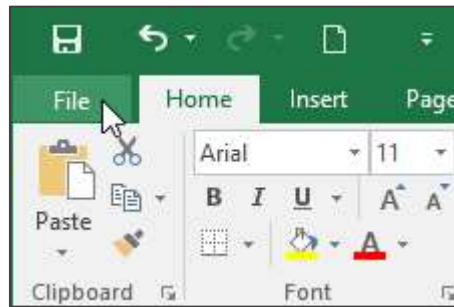 File Home Insert Page
Arial 11
B I U A A
Paste A
Clipboard Font